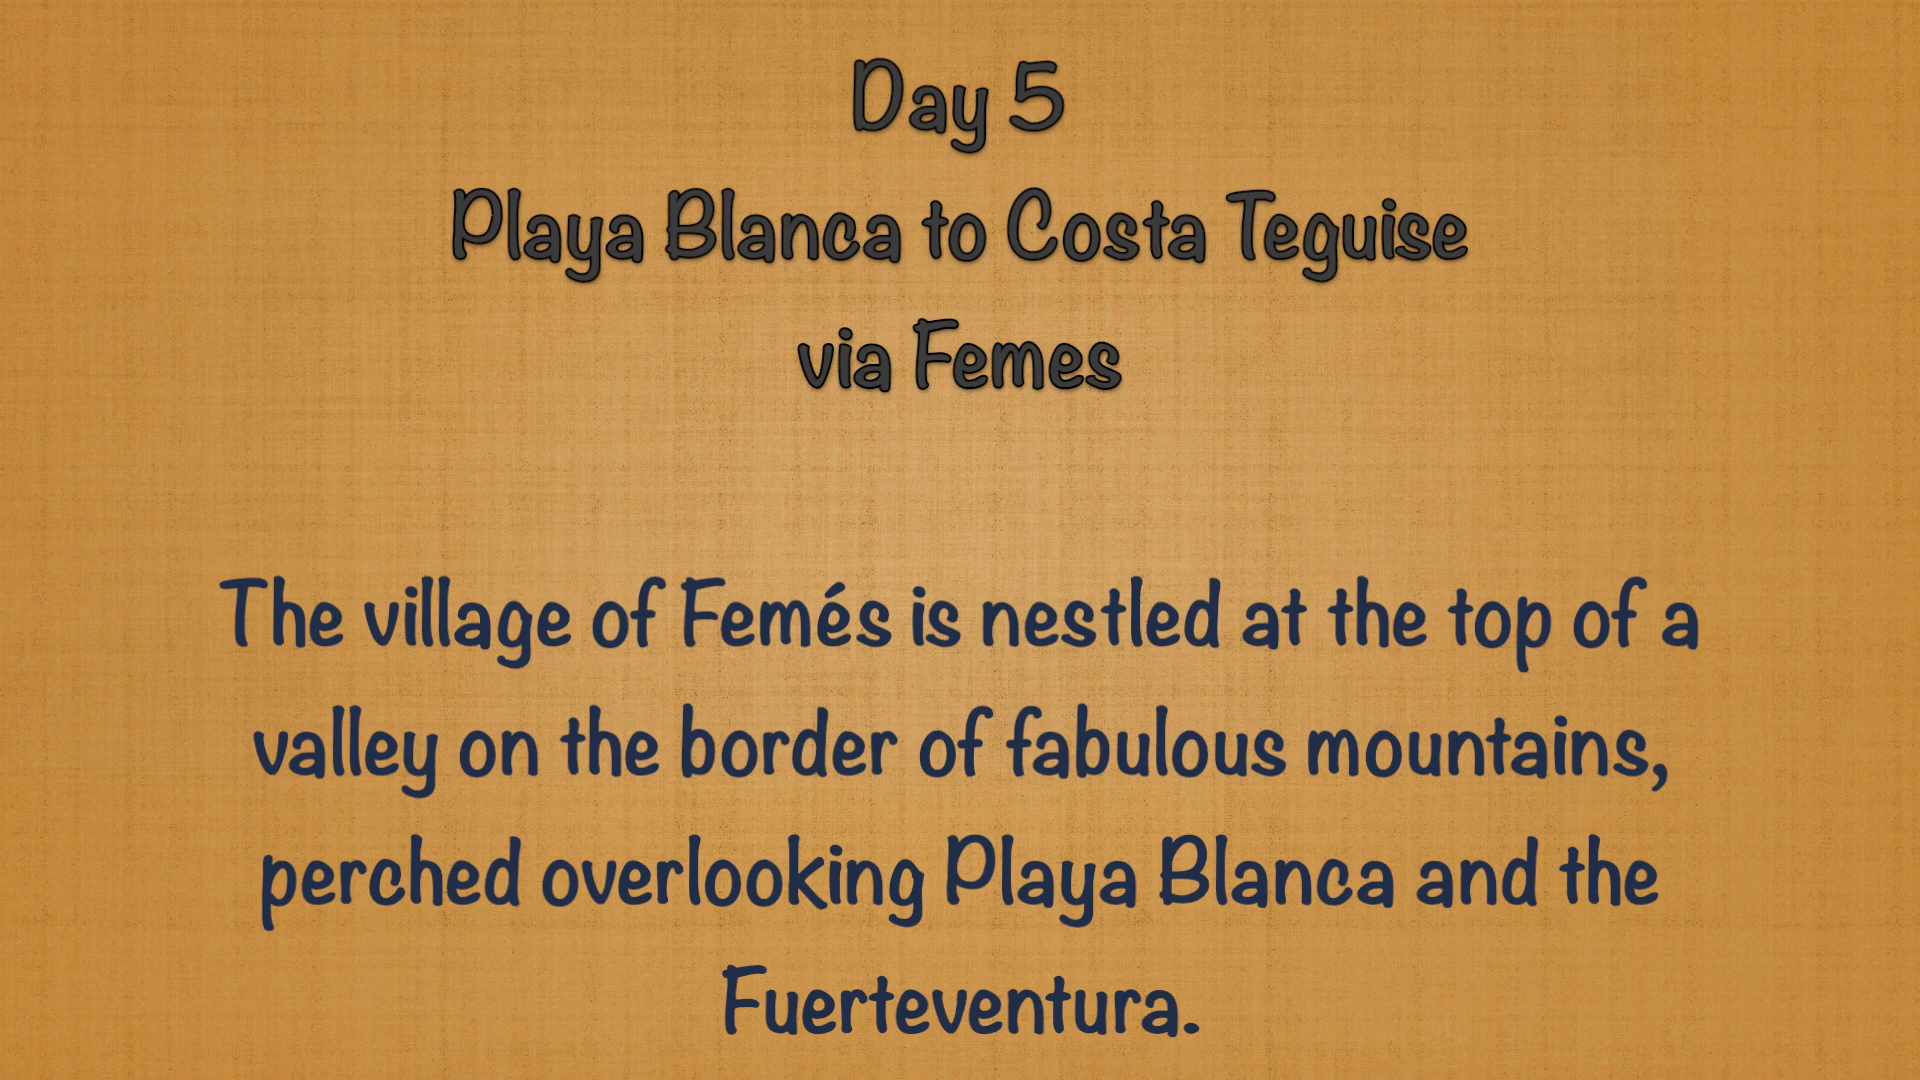 Day 5
Playa Blanca to Costa Teguise
via Femes
The village of Femés is nestled at the top of a
valley on the border of fabulous mountains,
perched overlooking Playa Blanca and the
Fuerteventura.